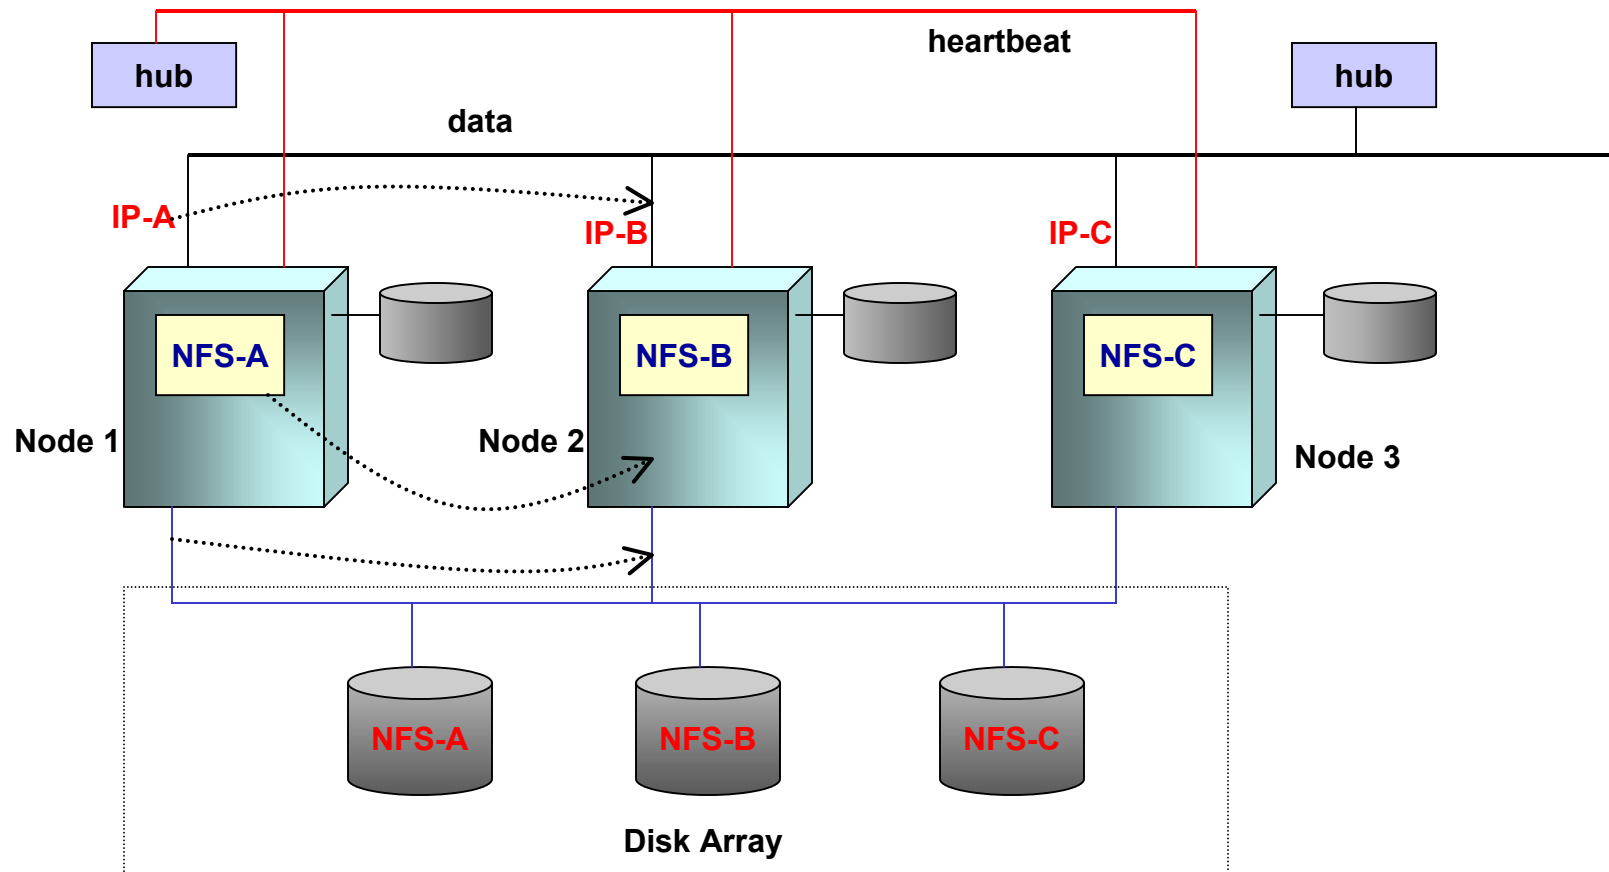 heartbeat
hub
hub
data
IP-A
IP-B
IP-C
NFS-A
NFS-B
NFS-C
Node 1
Node 2
Node 3
NFS-A
NFS-B
NFS-C
Disk Array